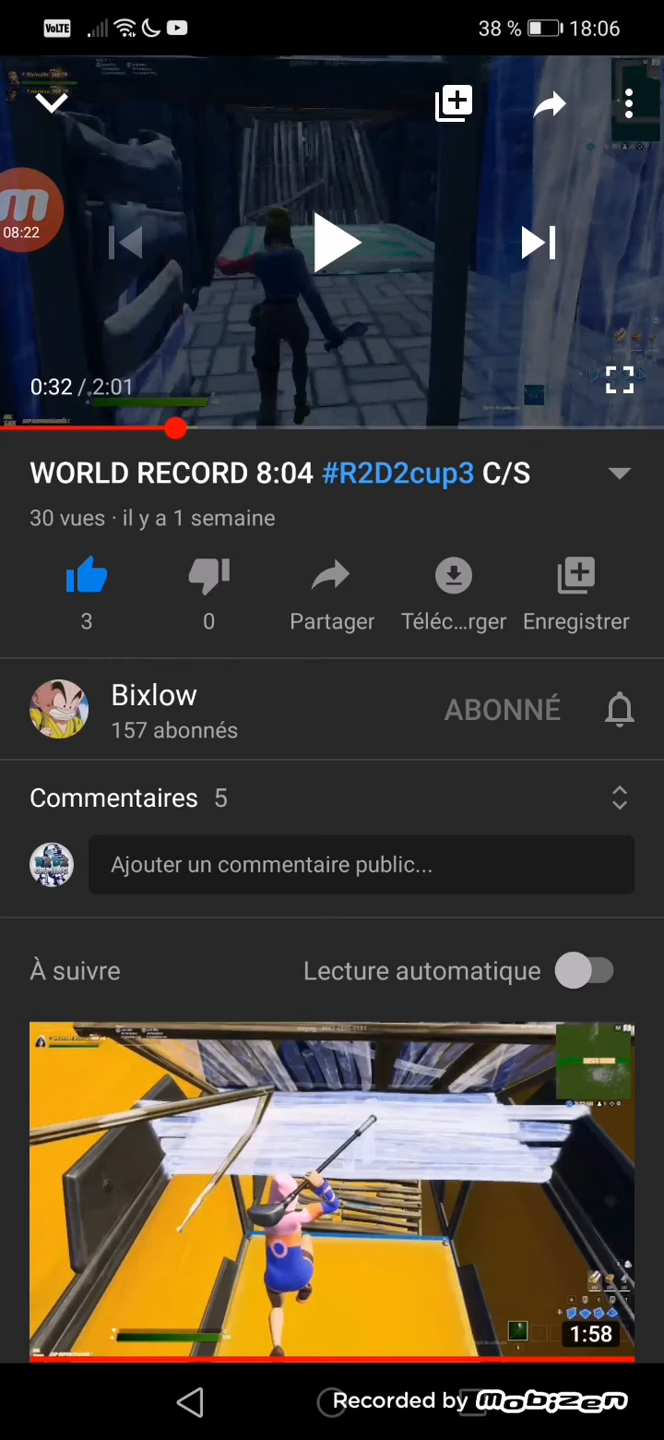 VoLTE 38 % 18:06
08:22
0:32 / 2:01
WORLD RECORD 8:04 #R2D2cup3 C/S
30 vues · il y a 1 semaine
3 0 Partager Téléc...rger Enregistrer
Bixlow
157 abonnés
ABONNÉ
Commentaires 5
Ajouter un commentaire public...
À suivre Lecture automatique
1:58
Recorded by mobizen